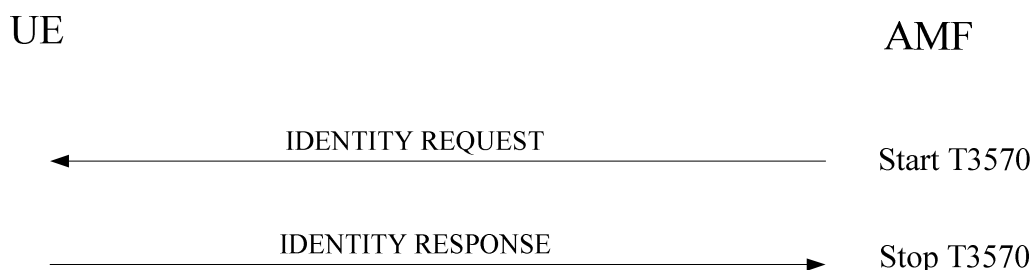 UE
AMF
IDENTITY REQUEST
Start T3570
IDENTITY RESPONSE
Stop T3570